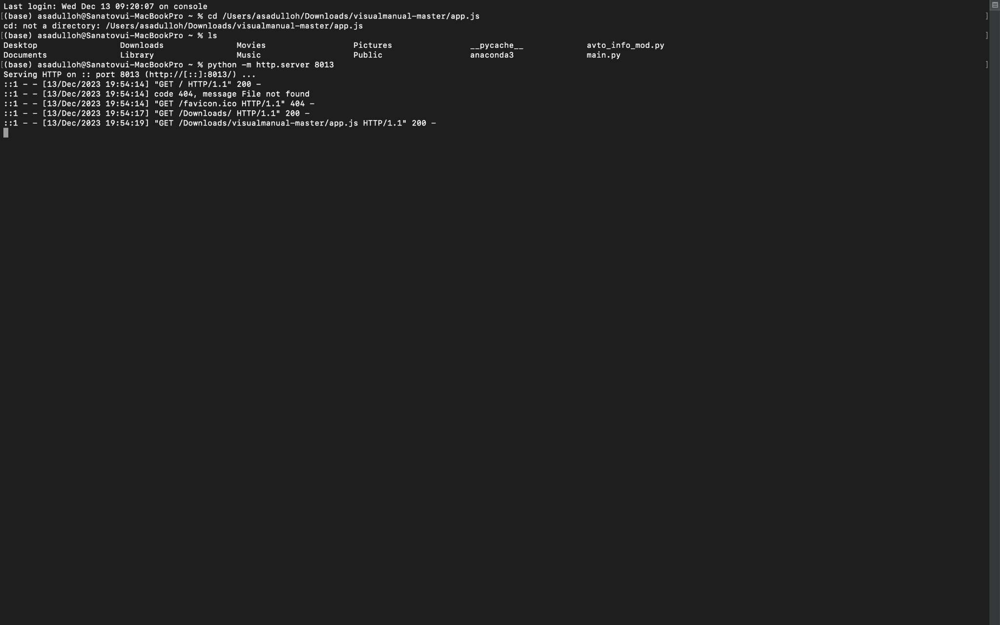 Last login: Wed Dec 13 09:20:07 on console
[(base) asadulloh@Sanatovui-MacBookPro ~ % cd /Users/asadulloh/Downloads/visualmanual-master/app.js ]
cd: not a directory: /Users/asadulloh/Downloads/visualmanual-master/app.js
[(base) asadulloh@Sanatovui-MacBookPro ~ % ls ]
Desktop Downloads Movies Pictures __pycache__ avto_info_mod.py
Documents Library Music Public anaconda3 main.py
[(base) asadulloh@Sanatovui-MacBookPro ~ % python -m http.server 8013 ]
Serving HTTP on :: port 8013 (http://[::]:8013/) ...
::1 - - [13/Dec/2023 19:54:14] "GET / HTTP/1.1" 200 -
::1 - - [13/Dec/2023 19:54:14] code 404, message File not found
::1 - - [13/Dec/2023 19:54:14] "GET /favicon.ico HTTP/1.1" 404 -
::1 - - [13/Dec/2023 19:54:17] "GET /Downloads/ HTTP/1.1" 200 -
::1 - - [13/Dec/2023 19:54:19] "GET /Downloads/visualmanual-master/app.js HTTP/1.1" 200 -